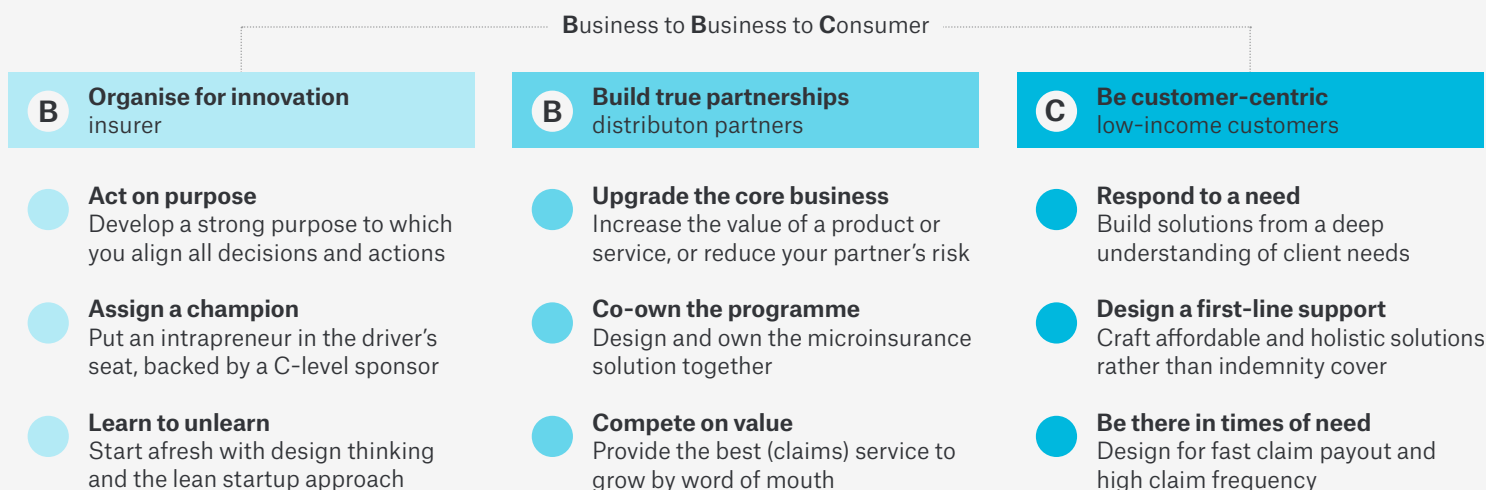 Business to Business to Consumer
B
Organise for innovation
insurer
Act on purpose
Develop a strong purpose to which
you align all decisions and actions
Assign a champion
Put an intrapreneur in the driver's
seat, backed by a C-level sponsor
Learn to unlearn
Start afresh with design thinking
and the lean startup approach
B
Build true partnerships
distributon partners
Upgrade the core business
Increase the value of a product or
service, or reduce your partner's risk
Co-own the programme
Design and own the microinsurance
solution together
Compete on value
Provide the best (claims) service to
grow by word of mouth
C
Be customer-centric
low-income customers
Respond to a need
Build solutions from a deep
understanding of client needs
Design a first-line support
Craft affordable and holistic solutions
rather than indemnity cover
Be there in times of need
Design for fast claim payout and
high claim frequency